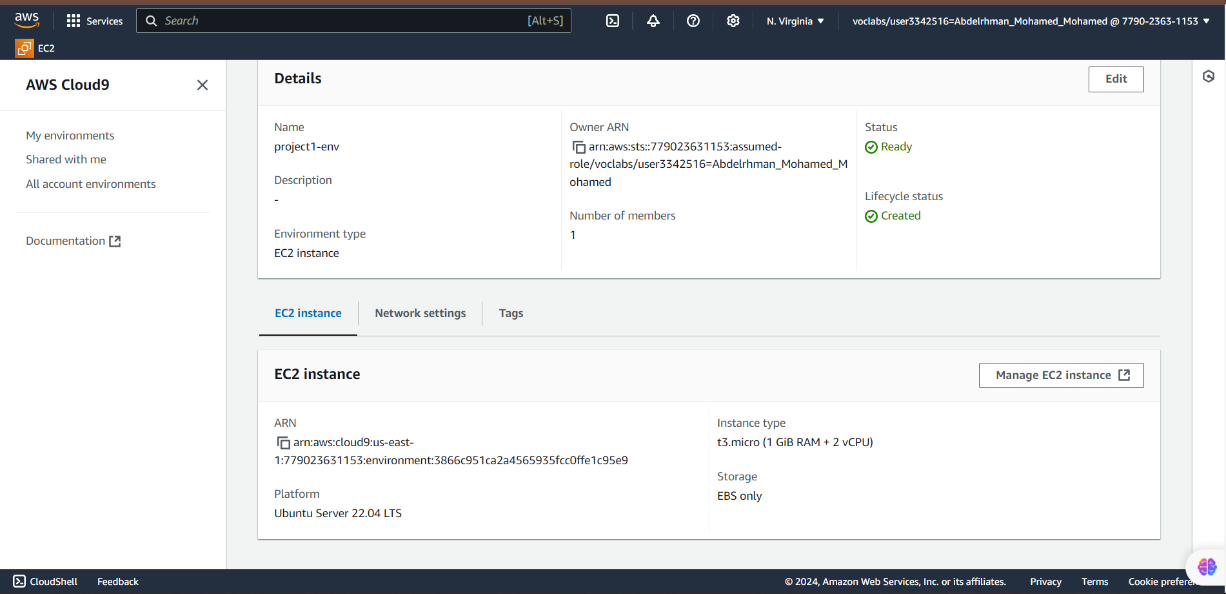 aws
Services
Search
[Alt+S]
N. Virginia ▼
voclabs/user3342516=Abdelrhman_Mohamed_Mohamed @ 7790-2363-1153 ▼
EC2
AWS Cloud9
My environments
Shared with me
All account environments
Documentation
Details
Edit
Name
project1-env
Description
-
Environment type
EC2 instance
Owner ARN
arn:aws:sts::779023631153:assumed-
role/voclabs/user3342516=Abdelrhman_Mohamed_M
ohamed
Number of members
1
Status
Ready
Lifecycle status
Created
EC2 instance
Network settings
Tags
EC2 instance
Manage EC2 instance
ARN
arn:aws:cloud9:us-east-
1:779023631153:environment:3866c951ca2a4565935fcc0ffe1c95e9
Platform
Ubuntu Server 22.04 LTS
Instance type
t3.micro (1 GiB RAM + 2 vCPU)
Storage
EBS only
CloudShell
Feedback
© 2024, Amazon Web Services, Inc. or its affiliates.
Privacy
Terms
Cookie